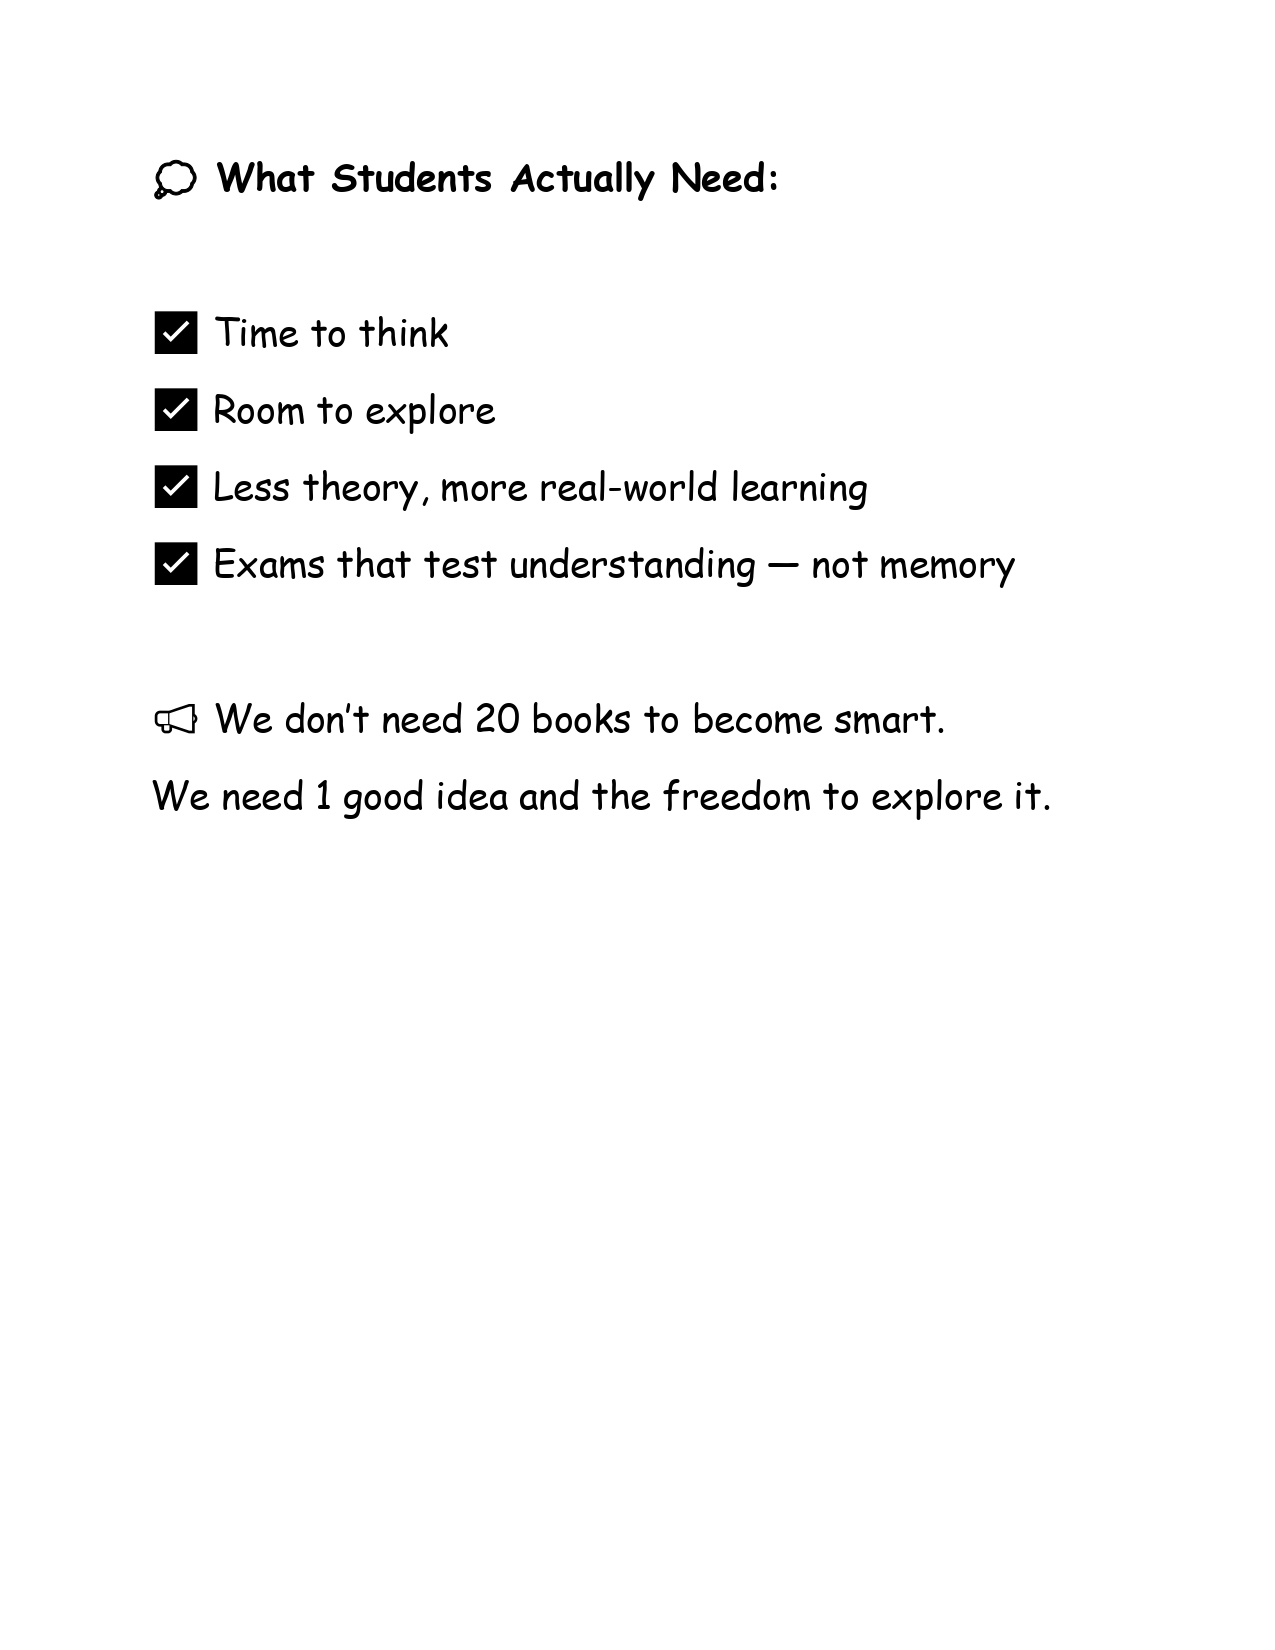 💭 What Students Actually Need:
✅ Time to think
✅ Room to explore
✅ Less theory, more real-world learning
✅ Exams that test understanding — not memory
📢 We don’t need 20 books to become smart.
We need 1 good idea and the freedom to explore it.